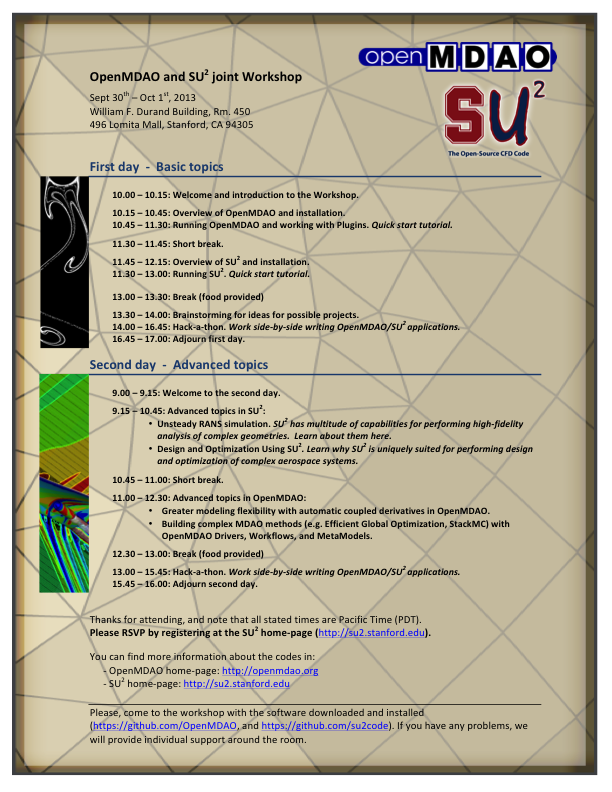 open MDAO
SU2
The Open-Source CFD Code
OpenMDAO and SU2 joint Workshop
Sept 30th – Oct 1st, 2013
William F. Durand Building, Rm. 450
496 Lomita Mall, Stanford, CA 94305
First day - Basic topics
10.00 – 10.15: Welcome and introduction to the Workshop.
10.15 – 10.45: Overview of OpenMDAO and installation.
10.45 – 11.30: Running OpenMDAO and working with Plugins. Quick start tutorial.
11.30 – 11.45: Short break.
11.45 – 12.15: Overview of SU2 and installation.
11.30 – 13.00: Running SU2. Quick start tutorial.
13.00 – 13.30: Break (food provided)
13.30 – 14.00: Brainstorming for ideas for possible projects.
14.00 – 16.45: Hack-a-thon. Work side-by-side writing OpenMDAO/SU2 applications.
16.45 – 17.00: Adjourn first day.
Second day - Advanced topics
9.00 – 9.15: Welcome to the second day.
9.15 – 10.45: Advanced topics in SU2:
• Unsteady RANS simulation. SU2 has multitude of capabilities for performing high-fidelity
analysis of complex geometries. Learn about them here.
• Design and Optimization Using SU2. Learn why SU2 is uniquely suited for performing design
and optimization of complex aerospace systems.
10.45 – 11.00: Short break.
11.00 – 12.30: Advanced topics in OpenMDAO:
• Greater modeling flexibility with automatic coupled derivatives in OpenMDAO.
• Building complex MDAO methods (e.g. Efficient Global Optimization, StackMC) with
OpenMDAO Drivers, Workflows, and MetaModels.
12.30 – 13.00: Break (food provided)
13.00 – 15.45: Hack-a-thon. Work side-by-side writing OpenMDAO/SU2 applications.
15.45 – 16.00: Adjourn second day.
Thanks for attending, and note that all stated times are Pacific Time (PDT).
Please RSVP by registering at the SU2 home-page (http://su2.stanford.edu).
You can find more information about the codes in:
- OpenMDAO home-page: http://openmdao.org
- SU2 home-page: http://su2.stanford.edu
Please, come to the workshop with the software downloaded and installed
(https://github.com/OpenMDAO, and https://github.com/su2code). If you have any problems, we
will provide individual support around the room.